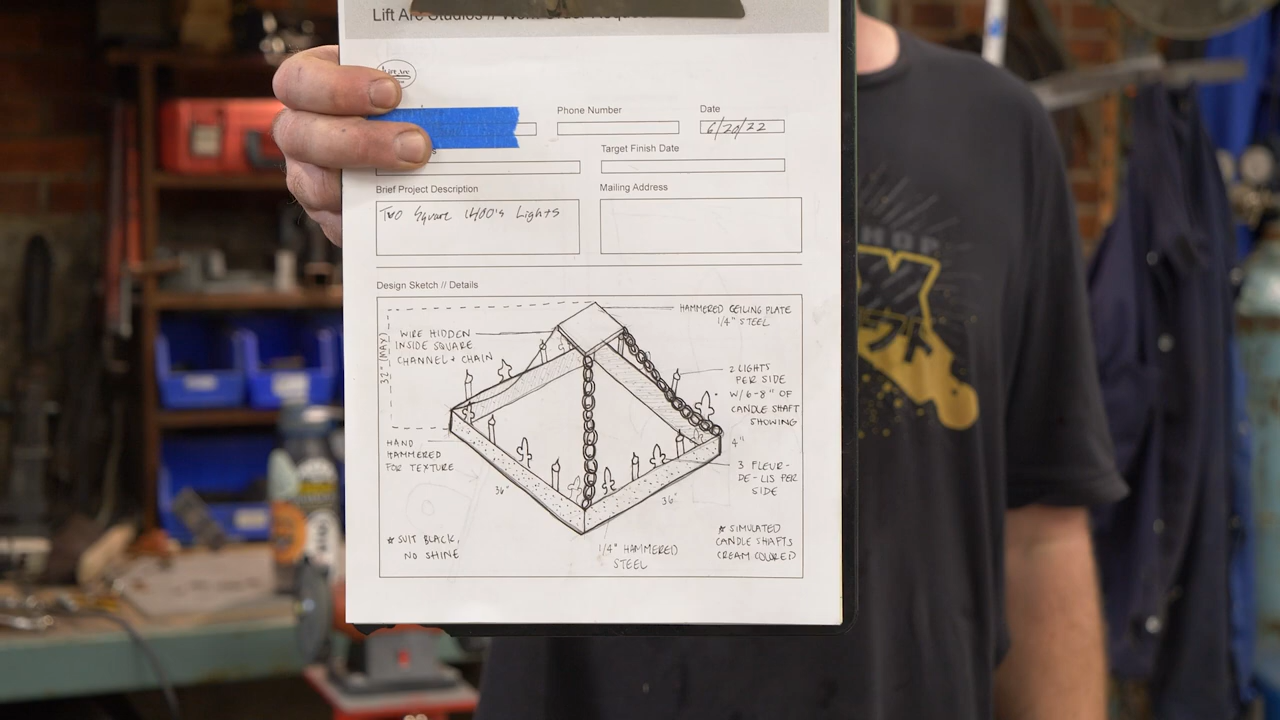 Lift Arc Studios //
Lift Arc
Phone Number
Date
6/20/22
Target Finish Date
Brief Project Description
Mailing Address
Two Square 1400's Lights
Design Sketch // Details
HAMMERED CEILING PLATE
1/4" STEEL
WIRE HIDDEN
INSIDE SQUARE
CHANNEL + CHAIN
32" (MAX)
2 LIGHTS
PER SIDE
W/ 6-8" OF
CANDLE SHAFT
SHOWING
4"
HAND
HAMMERED
FOR TEXTURE
3 FLEUR-
DE-LIS PER
SIDE
36"
36"
* SUIT BLACK,
NO SHINE
1/4" HAMMERED
STEEL
* SIMULATED
CANDLE SHAFTS
CREAM COLORED
SHOP